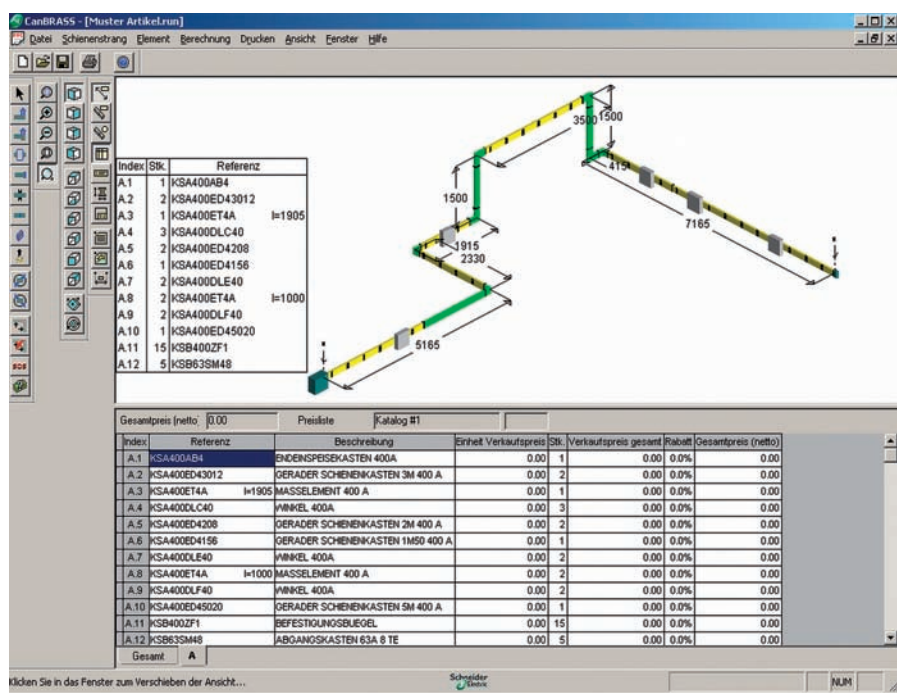 CanBRASS - [Muster Artikel.run]
Datei Schienenstrang Element Berechnung Drucken Ansicht Fenster Hilfe
Index Stk. Referenz
A.1 1 KSA400AB4
A.2 2 KSA400ED43012
A.3 1 KSA400ET4A l=1905
A.4 3 KSA400DLC40
A.5 2 KSA400ED4208
A.6 1 KSA400ED4156
A.7 2 KSA400DLE40
A.8 2 KSA400ET4A l=1000
A.9 2 KSA400DLF40
A.10 1 KSA400ED45020
A.11 15 KSB400ZF1
A.12 5 KSB63SM48
3500
1500
415
1500
7165
1915
2330
5165
Gesamtpreis (netto) 0.00 Preisliste Katalog #1
Index Referenz Beschreibung Einheit Verkaufspreis Stk. Verkaufspreis gesamt Rabatt Gesamtpreis (netto)
A.1 KSA400AB4 ENDEINSPEISEKASTEN 400A 0.00 1 0.00 0.0% 0.00
A.2 KSA400ED43012 GERADER SCHIENENKASTEN 3M 400 A 0.00 2 0.00 0.0% 0.00
A.3 KSA400ET4A l=1905 MASSELEMENT 400 A 0.00 1 0.00 0.0% 0.00
A.4 KSA400DLC40 WINKEL 400A 0.00 3 0.00 0.0% 0.00
A.5 KSA400ED4208 GERADER SCHIENENKASTEN 2M 400 A 0.00 2 0.00 0.0% 0.00
A.6 KSA400ED4156 GERADER SCHIENENKASTEN 1M50 400 A 0.00 1 0.00 0.0% 0.00
A.7 KSA400DLE40 WINKEL 400A 0.00 2 0.00 0.0% 0.00
A.8 KSA400ET4A l=1000 MASSELEMENT 400 A 0.00 2 0.00 0.0% 0.00
A.9 KSA400DLF40 WINKEL 400A 0.00 2 0.00 0.0% 0.00
A.10 KSA400ED45020 GERADER SCHIENENKASTEN 5M 400 A 0.00 1 0.00 0.0% 0.00
A.11 KSB400ZF1 BEFESTIGUNGSBUEGEL 0.00 15 0.00 0.0% 0.00
A.12 KSB63SM48 ABGANGSKASTEN 63A 8 TE 0.00 5 0.00 0.0% 0.00
Gesamt A
Klicken Sie in das Fenster zum Verschieben der Ansicht... Schneider Electric NUM